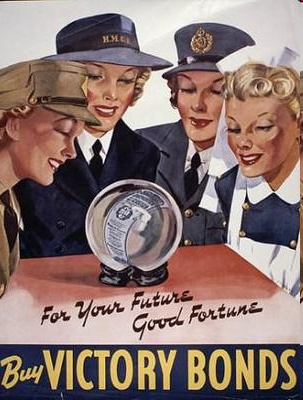 H.M.C.S.
For Your Future
Good Fortune
Buy VICTORY BONDS